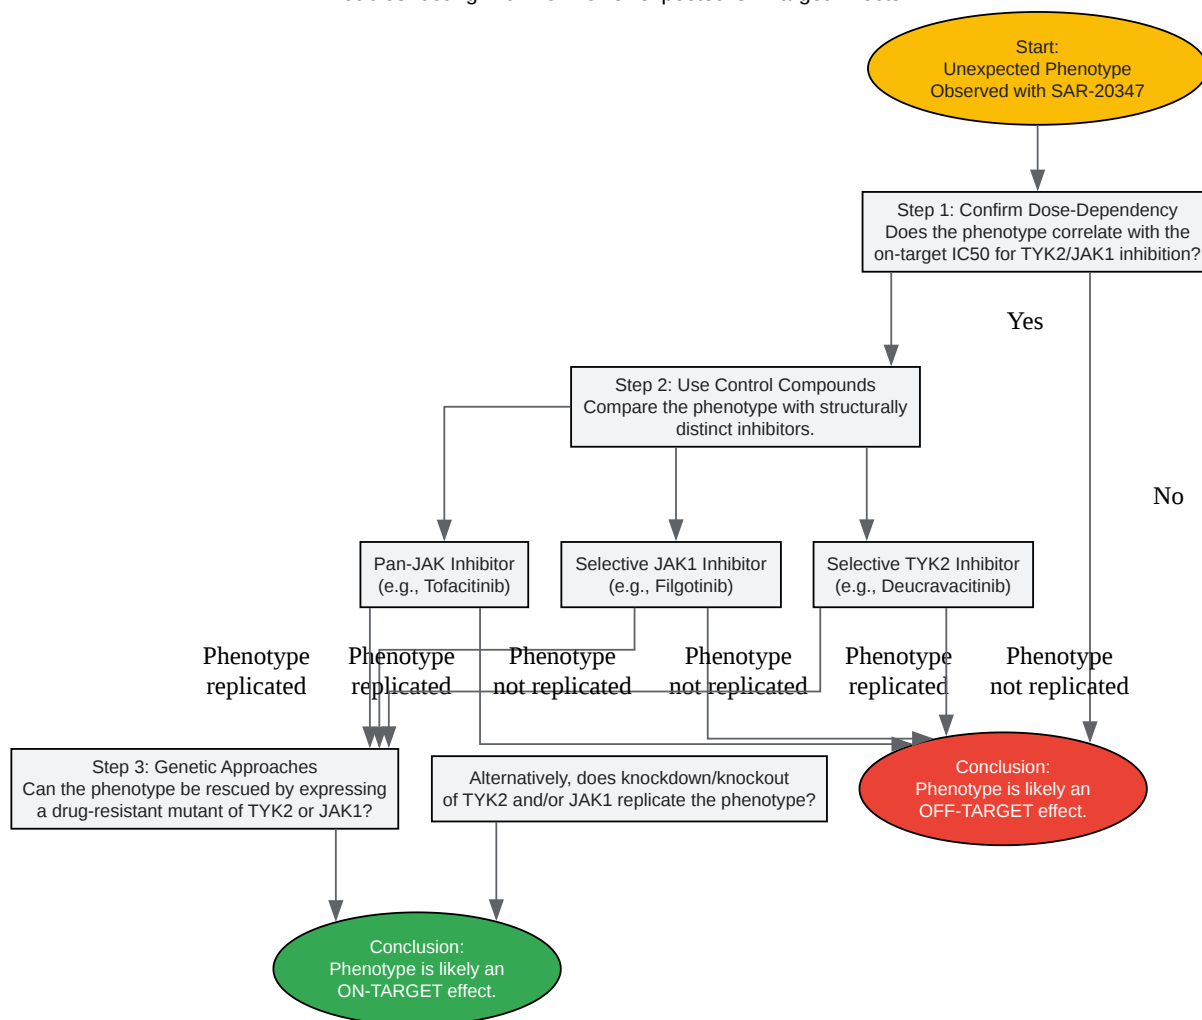 Start:
Unexpected Phenotype
Observed with SAR-20347
Step 1: Confirm Dose-Dependency
Does the phenotype correlate with the
on-target IC50 for TYK2/JAK1 inhibition?
Yes
Step 2: Use Control Compounds
Compare the phenotype with structurally
distinct inhibitors.
No
Pan-JAK Inhibitor
(e.g., Tofacitinib)
Selective JAK1 Inhibitor
(e.g., Filgotinib)
Selective TYK2 Inhibitor
(e.g., Deucravacitinib)
Phenotype
replicated
Phenotype
replicated
Phenotype
not replicated
Phenotype
not replicated
Phenotype
replicated
Phenotype
not replicated
Step 3: Genetic Approaches
Can the phenotype be rescued by expressing
a drug-resistant mutant of TYK2 or JAK1?
Alternatively, does knockdown/knockout
of TYK2 and/or JAK1 replicate the phenotype?
Conclusion:
Phenotype is likely an
OFF-TARGET effect.
Conclusion:
Phenotype is likely an
ON-TARGET effect.